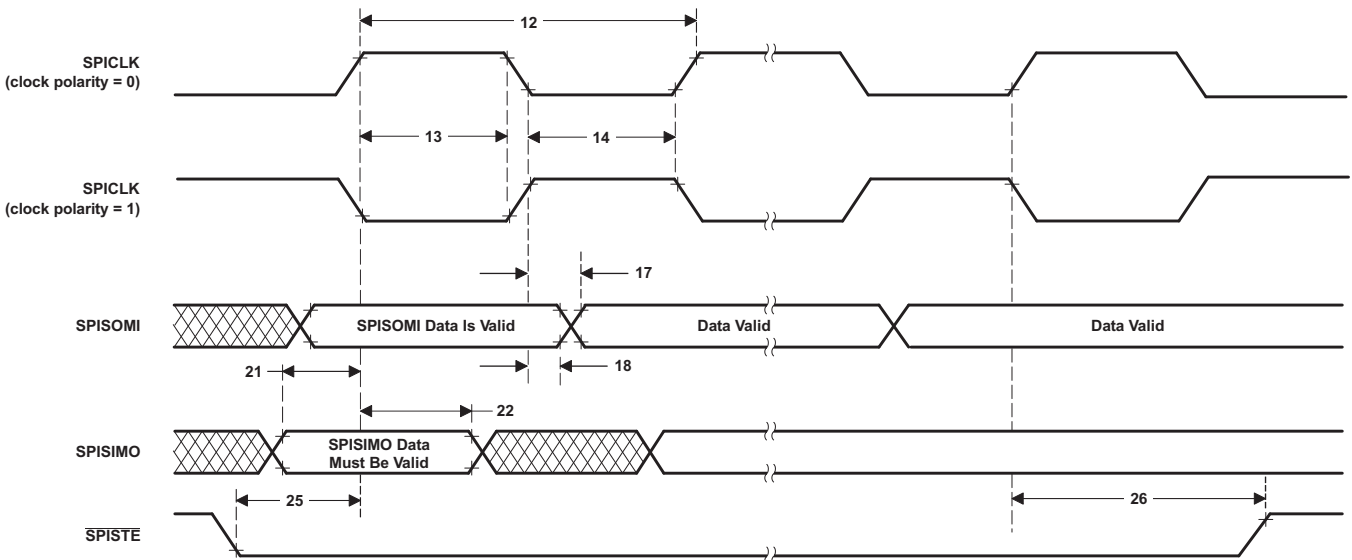 12
SPICLK
(clock polarity = 0)
13
14
SPICLK
(clock polarity = 1)
17
SPISOMI
SPISOMI Data Is Valid
Data Valid
Data Valid
21
18
22
SPISIMO
SPISIMO Data
Must Be Valid
25
26
SPISTE